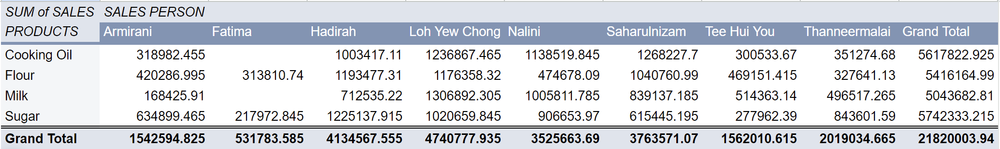 SUM of SALES SALES PERSON
PRODUCTS Armirani Fatima Hadirah Loh Yew Chong Nalini Saharulnizam Tee Hui You Thanneermalai Grand Total
Cooking Oil 318982.455 1003417.11 1236867.465 1138519.845 1268227.7 300533.67 351274.68 5617822.925
Flour 420286.995 313810.74 1193477.31 1176358.32 474678.09 1040760.99 469151.415 327641.13 5416164.99
Milk 168425.91 712535.22 1306892.305 1005811.785 839137.185 514363.14 496517.265 5043682.81
Sugar 634899.465 217972.845 1225137.915 1020659.845 906653.97 615445.195 277962.39 843601.59 5742333.215
Grand Total 1542594.825 531783.585 4134567.555 4740777.935 3525663.69 3763571.07 1562010.615 2019034.665 21820003.94